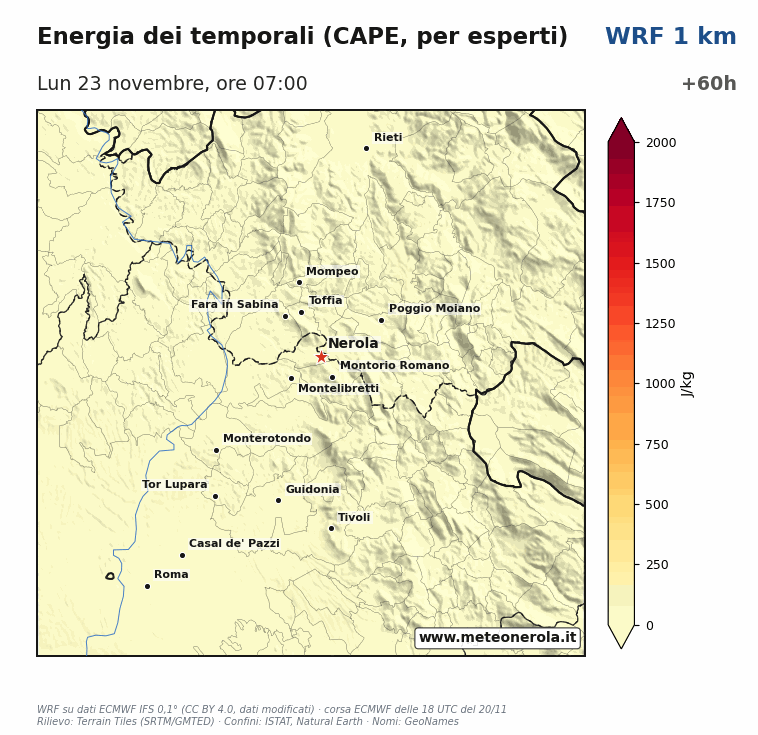 Energia dei temporali (CAPE, per esperti) WRF 1 km
Lun 23 novembre, ore 07:00 +60h
Rieti
Mompeo
Toffia
Fara in Sabina
Poggio Moiano
Nerola
Montorio Romano
Montelibretti
Monterotondo
Tor Lupara
Guidonia
Tivoli
Casal de' Pazzi
Roma
www.meteonerola.it
2000
1750
1500
1250
1000
750
500
250
0
J/kg
WRF su dati ECMWF IFS 0,1° (CC BY 4.0, dati modificati) · corsa ECMWF delle 18 UTC del 20/11
Rilievo: Terrain Tiles (SRTM/GMTED) · Confini: ISTAT, Natural Earth · Nomi: GeoNames